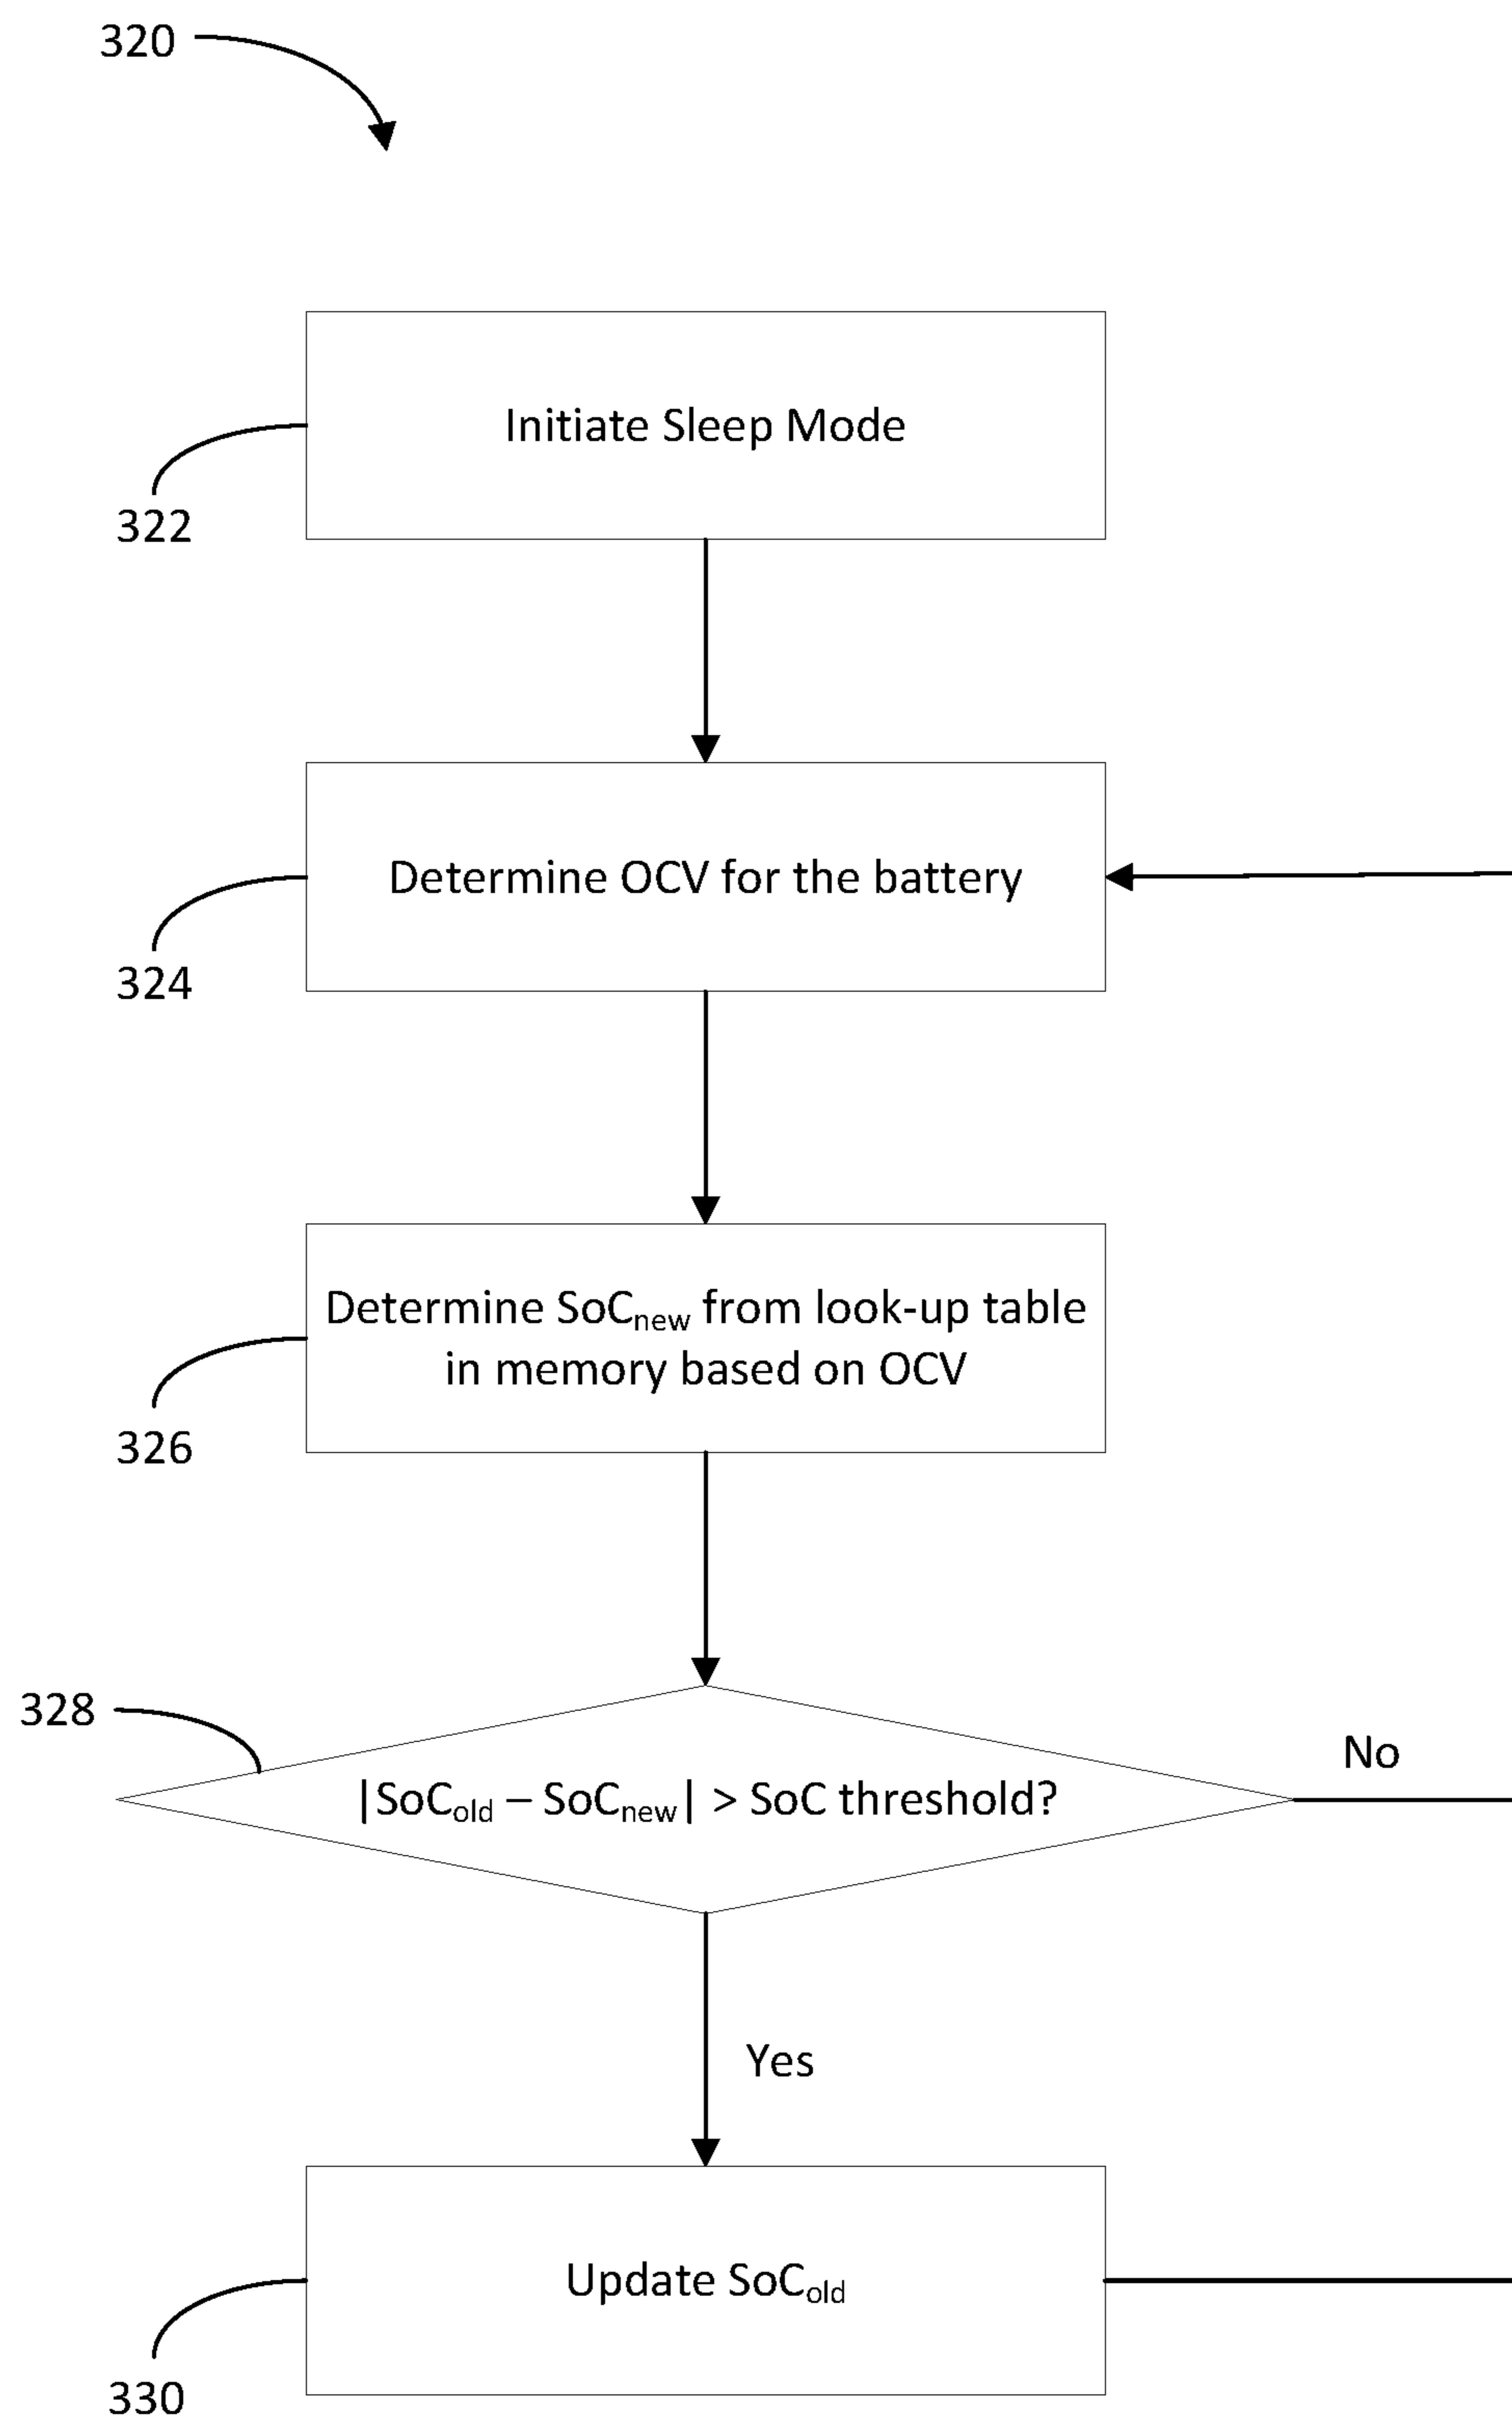 320
Initiate Sleep Mode
322
Determine OCV for the battery
324
Determine SoCnew from look-up table
in memory based on OCV
326
328
|SoCold – SoCnew| > SoC threshold?
No
Yes
Update SoCold
330